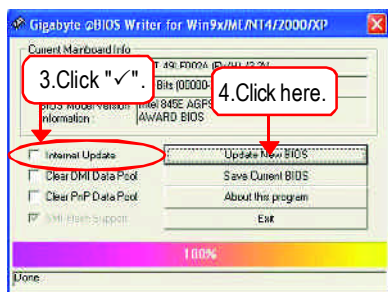 Gigabyte @BIOS Writer for Win9x/ME/NT4/2000/XP
Current Mainboard Info
3.Click "✓".
4.Click here.
BIOS Model Version
Information :
Intel 845E AGPS
AWARD BIOS
Internet Update
Update New BIOS
Clear DMI Data Pool
Save Current BIOS
Clear PnP Data Pool
About this program
SMI Flash Support
Exit
100%
Done.